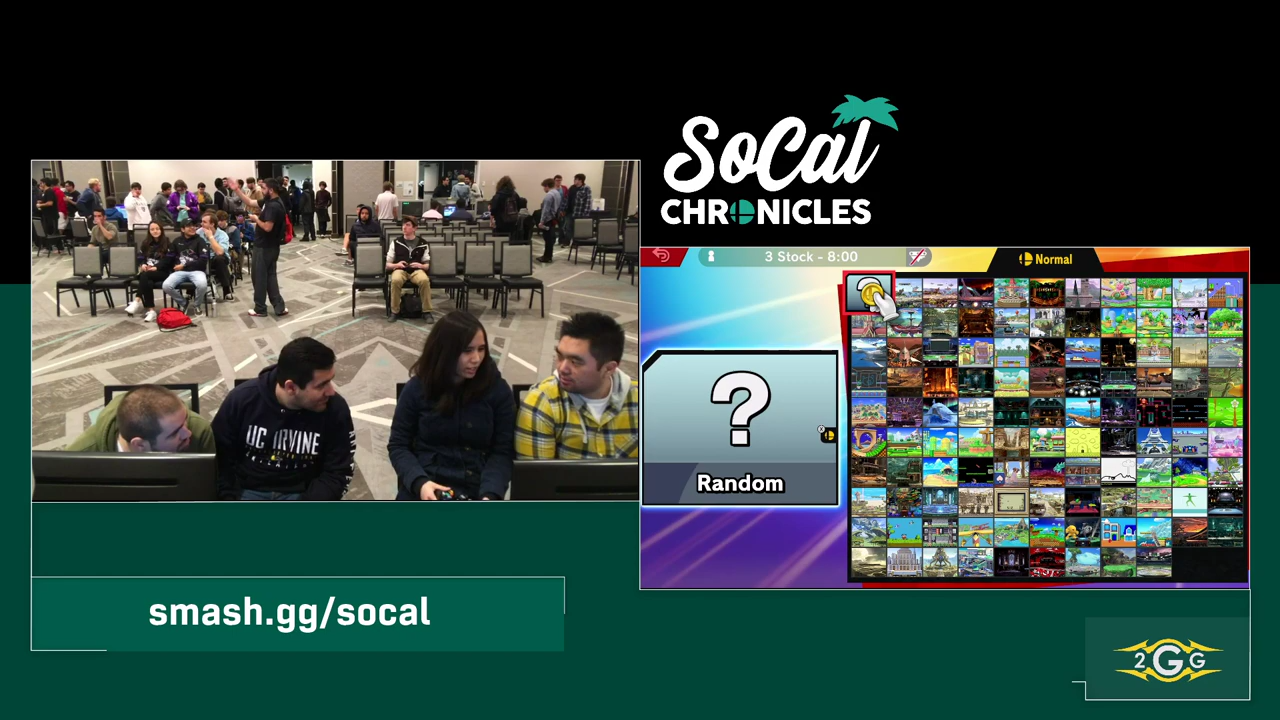 SoCal
CHRONICLES
3 Stock - 8:00
Normal
?
Random
UC IRVINE
smash.gg/socal
2GG